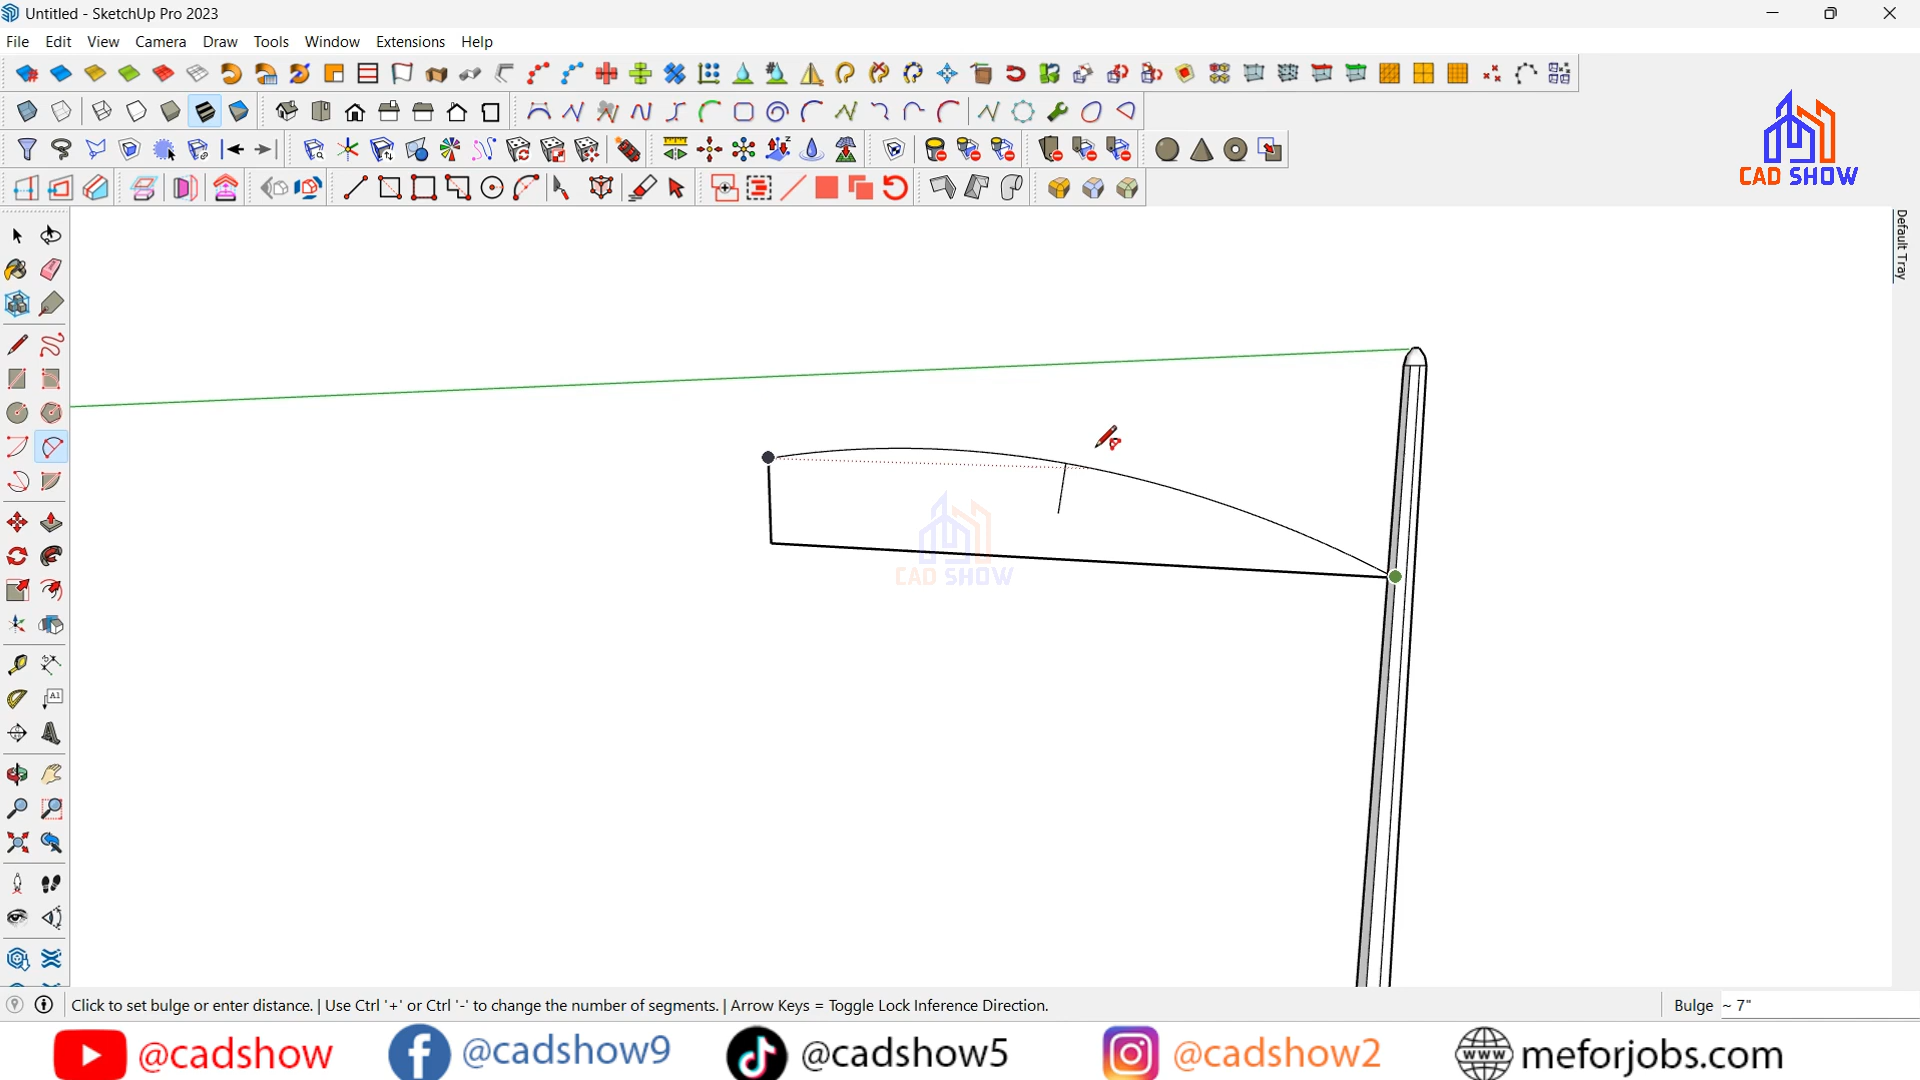 Untitled - SketchUp Pro 2023
File Edit View Camera Draw Tools Window Extensions Help
CAD SHOW
Default Tray
A1
CAD SHOW
Click to set bulge or enter distance. | Use Ctrl '+' or Ctrl '-' to change the number of segments. | Arrow Keys = Toggle Lock Inference Direction.
Bulge ~ 7"
@cadshow @cadshow9 @cadshow5 @cadshow2 www meforjobs.com